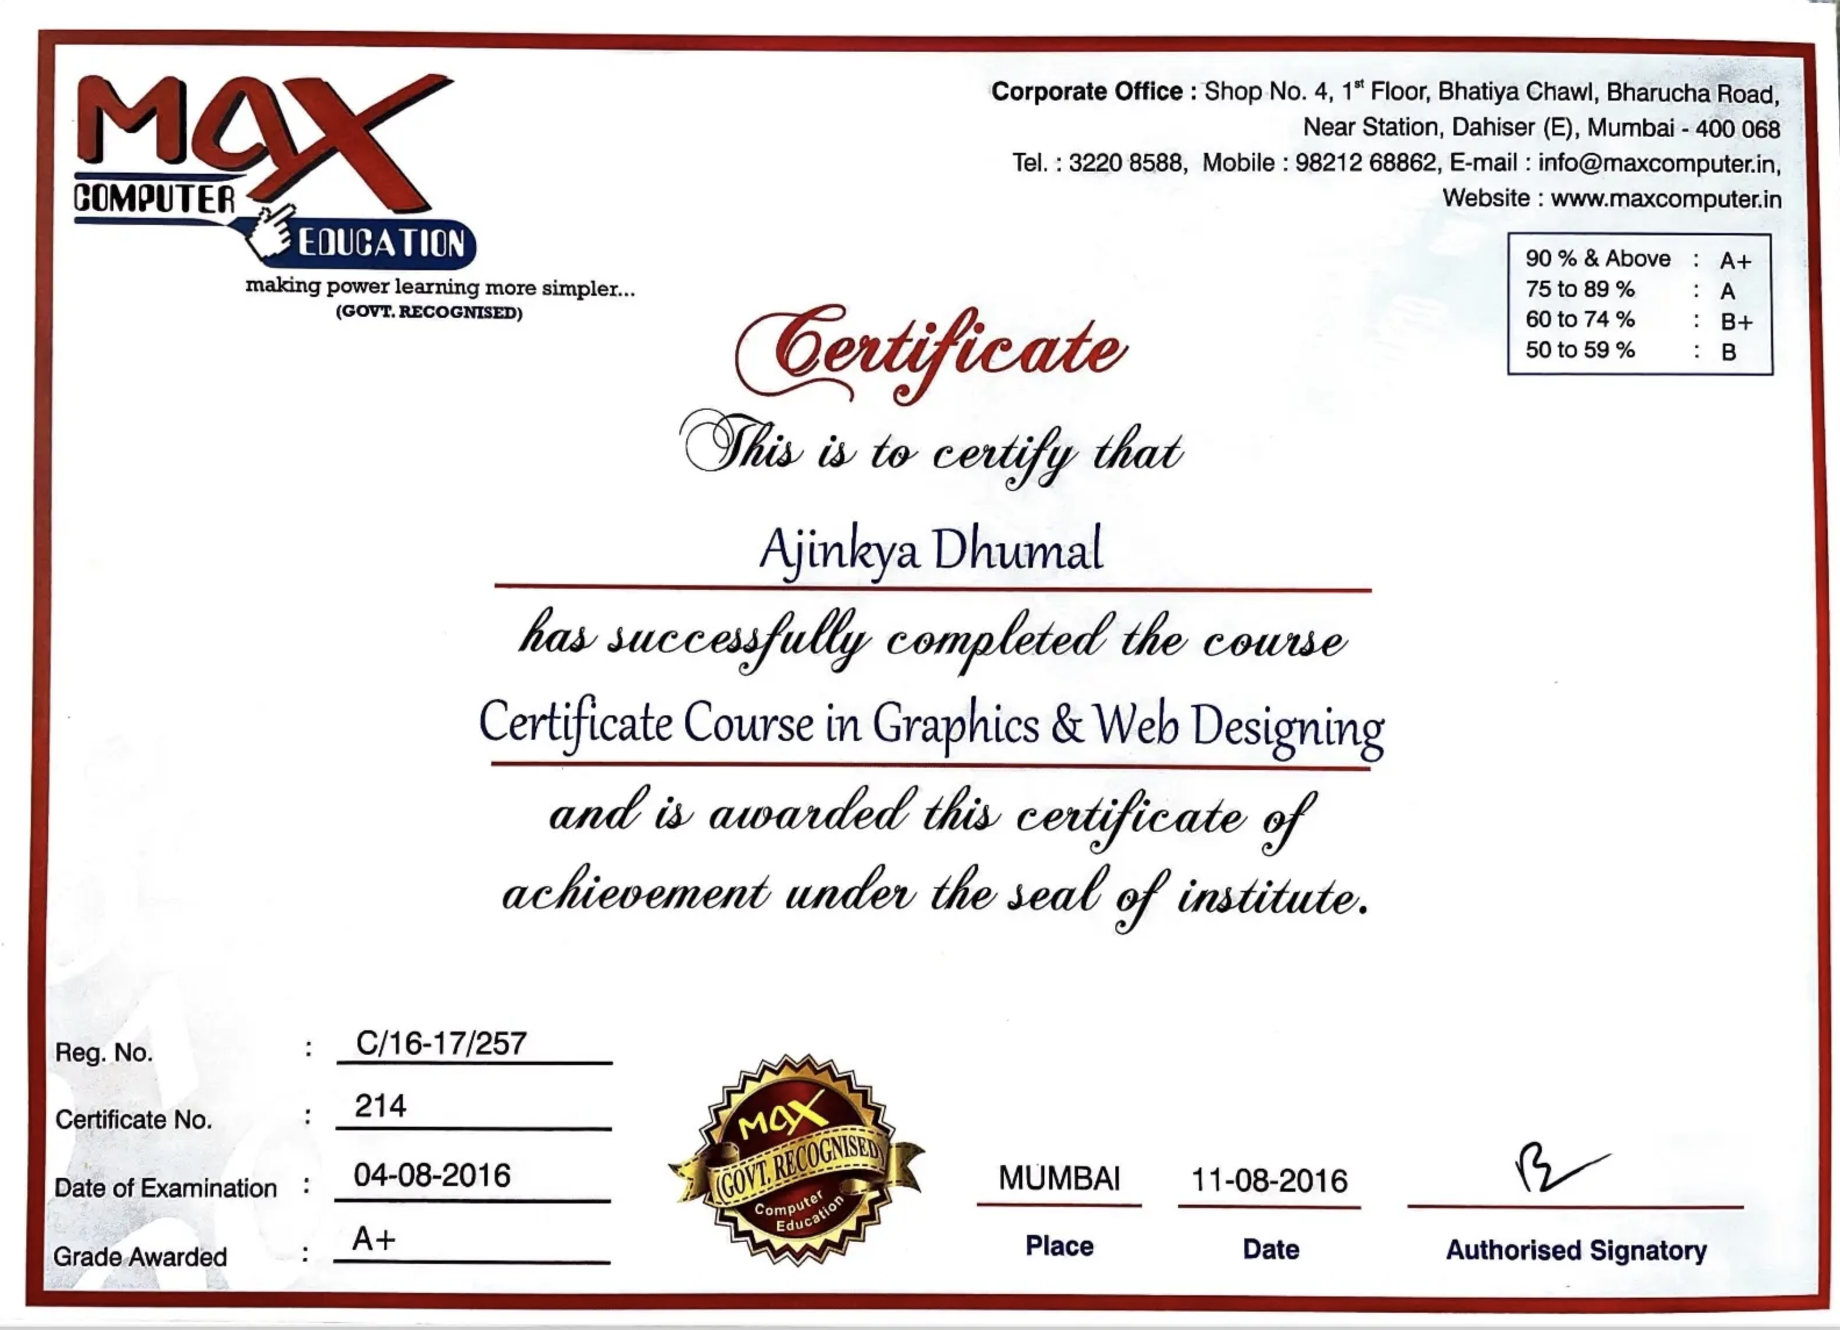 MAX
COMPUTER
EDUCATION
making power learning more simpler...
(GOVT. RECOGNISED)
Corporate Office : Shop No. 4, 1st Floor, Bhatiya Chawl, Bharucha Road,
Near Station, Dahiser (E), Mumbai - 400 068
Tel. : 3220 8588, Mobile : 98212 68862, E-mail : info@maxcomputer.in,
Website : www.maxcomputer.in
90 % & Above : A+
75 to 89 % : A
60 to 74 % : B+
50 to 59 % : B
Certificate
This is to certify that
Ajinkya Dhumal
has successfully completed the course
Certificate Course in Graphics & Web Designing
and is awarded this certificate of
achievement under the seal of institute.
Reg. No. : C/16-17/257
Certificate No. : 214
Date of Examination : 04-08-2016
Grade Awarded : A+
MAX
GOVT. RECOGNISED
Computer
Education
MUMBAI
Place
11-08-2016
Date
Authorised Signatory